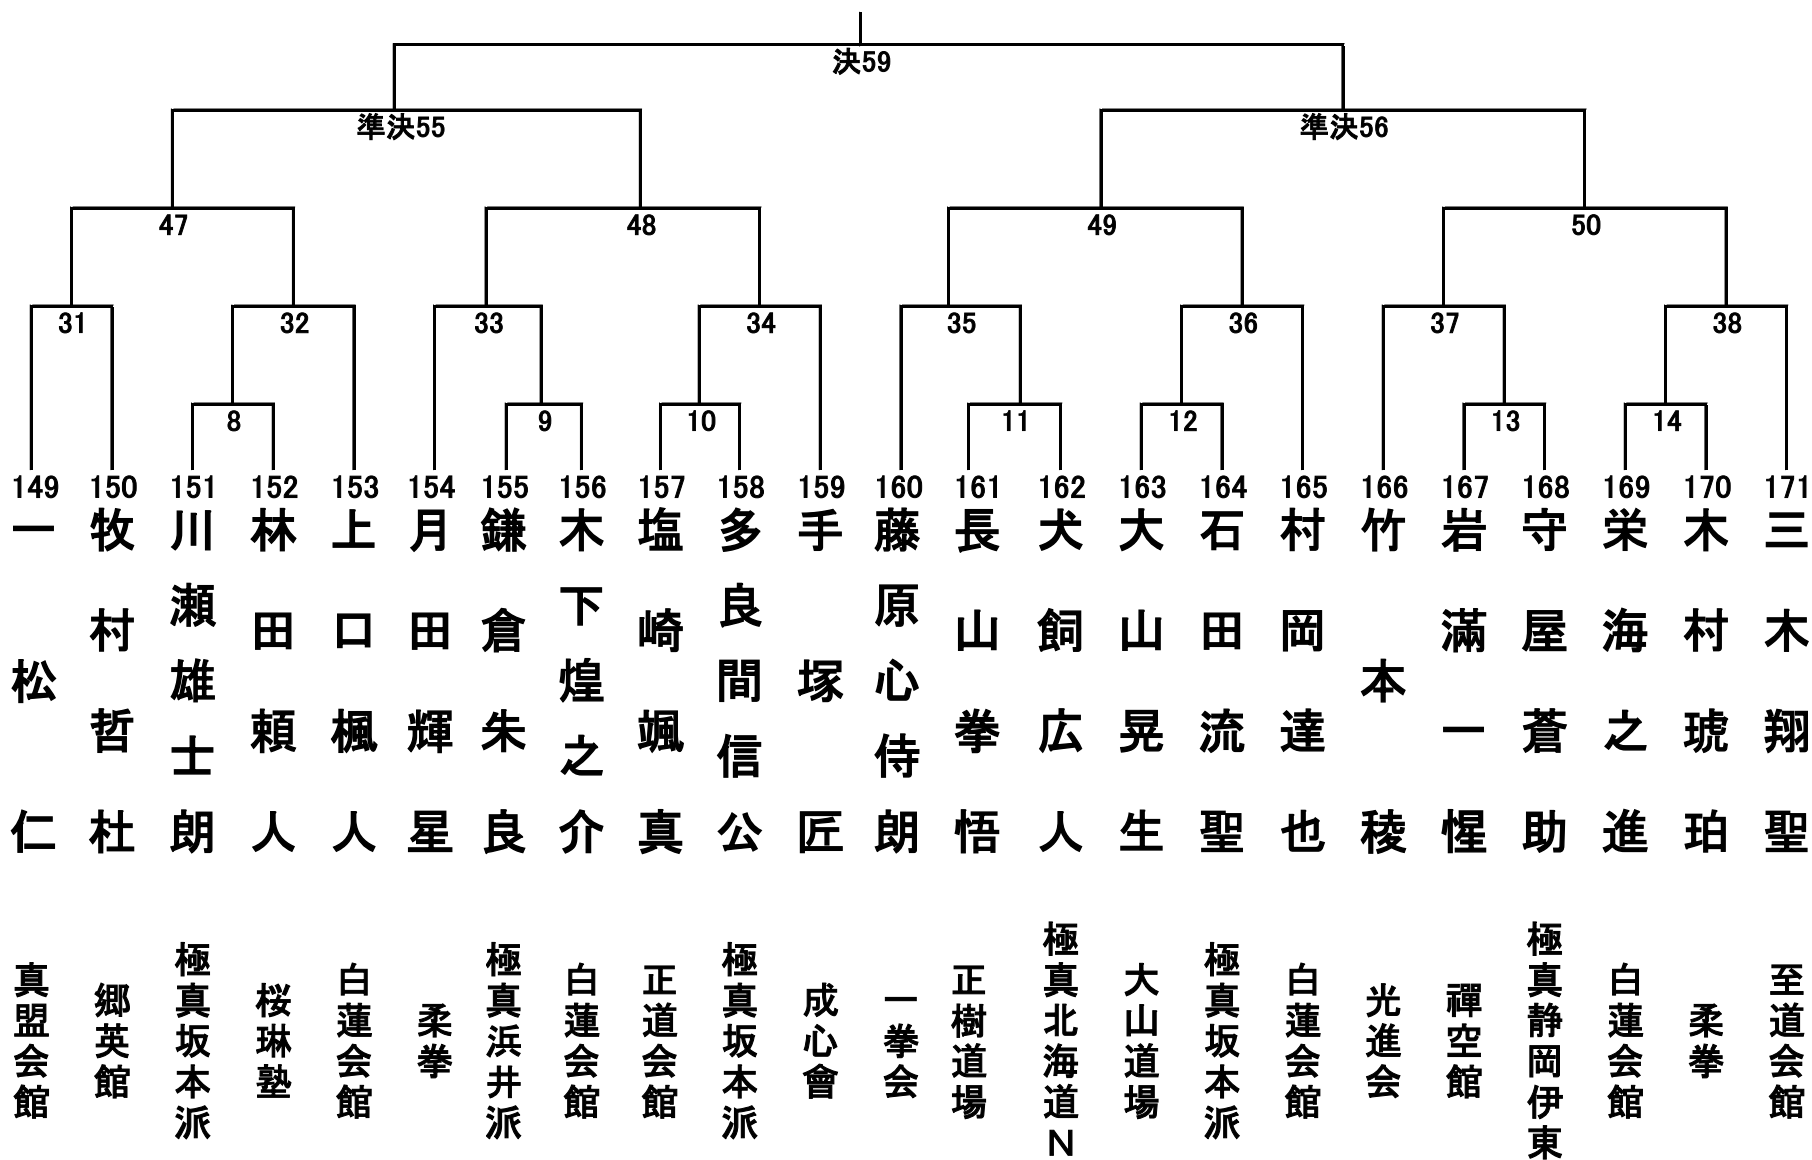 決59
準決55
準決56
47
48
49
50
31
32
33
34
35
36
37
38
8
9
10
11
12
13
14
149
150
151
152
153
154
155
156
157
158
159
160
161
162
163
164
165
166
167
168
169
170
171
一松仁
牧村哲杜
川瀬雄士朗
林田頼人
上口楓人
月田輝星
鎌倉朱良
木下煌之介
塩崎颯真
多良間信公
手塚匠
藤原心侍朗
長山拳悟
犬飼広人
大山晃生
石田流聖
村岡達也
竹本稜
岩滿一惺
守屋蒼助
栄海之進
木村琥珀
三木翔聖
真盟会館
郷英館
極真坂本派
桜琳塾
白蓮会館
柔拳
極真浜井派
白蓮会館
正道会館
極真坂本派
成心會
一拳会
正樹道場
極真北海道Ｎ
大山道場
極真坂本派
白蓮会館
光進会
禪空館
極真静岡伊東
白蓮会館
柔拳
至道会館